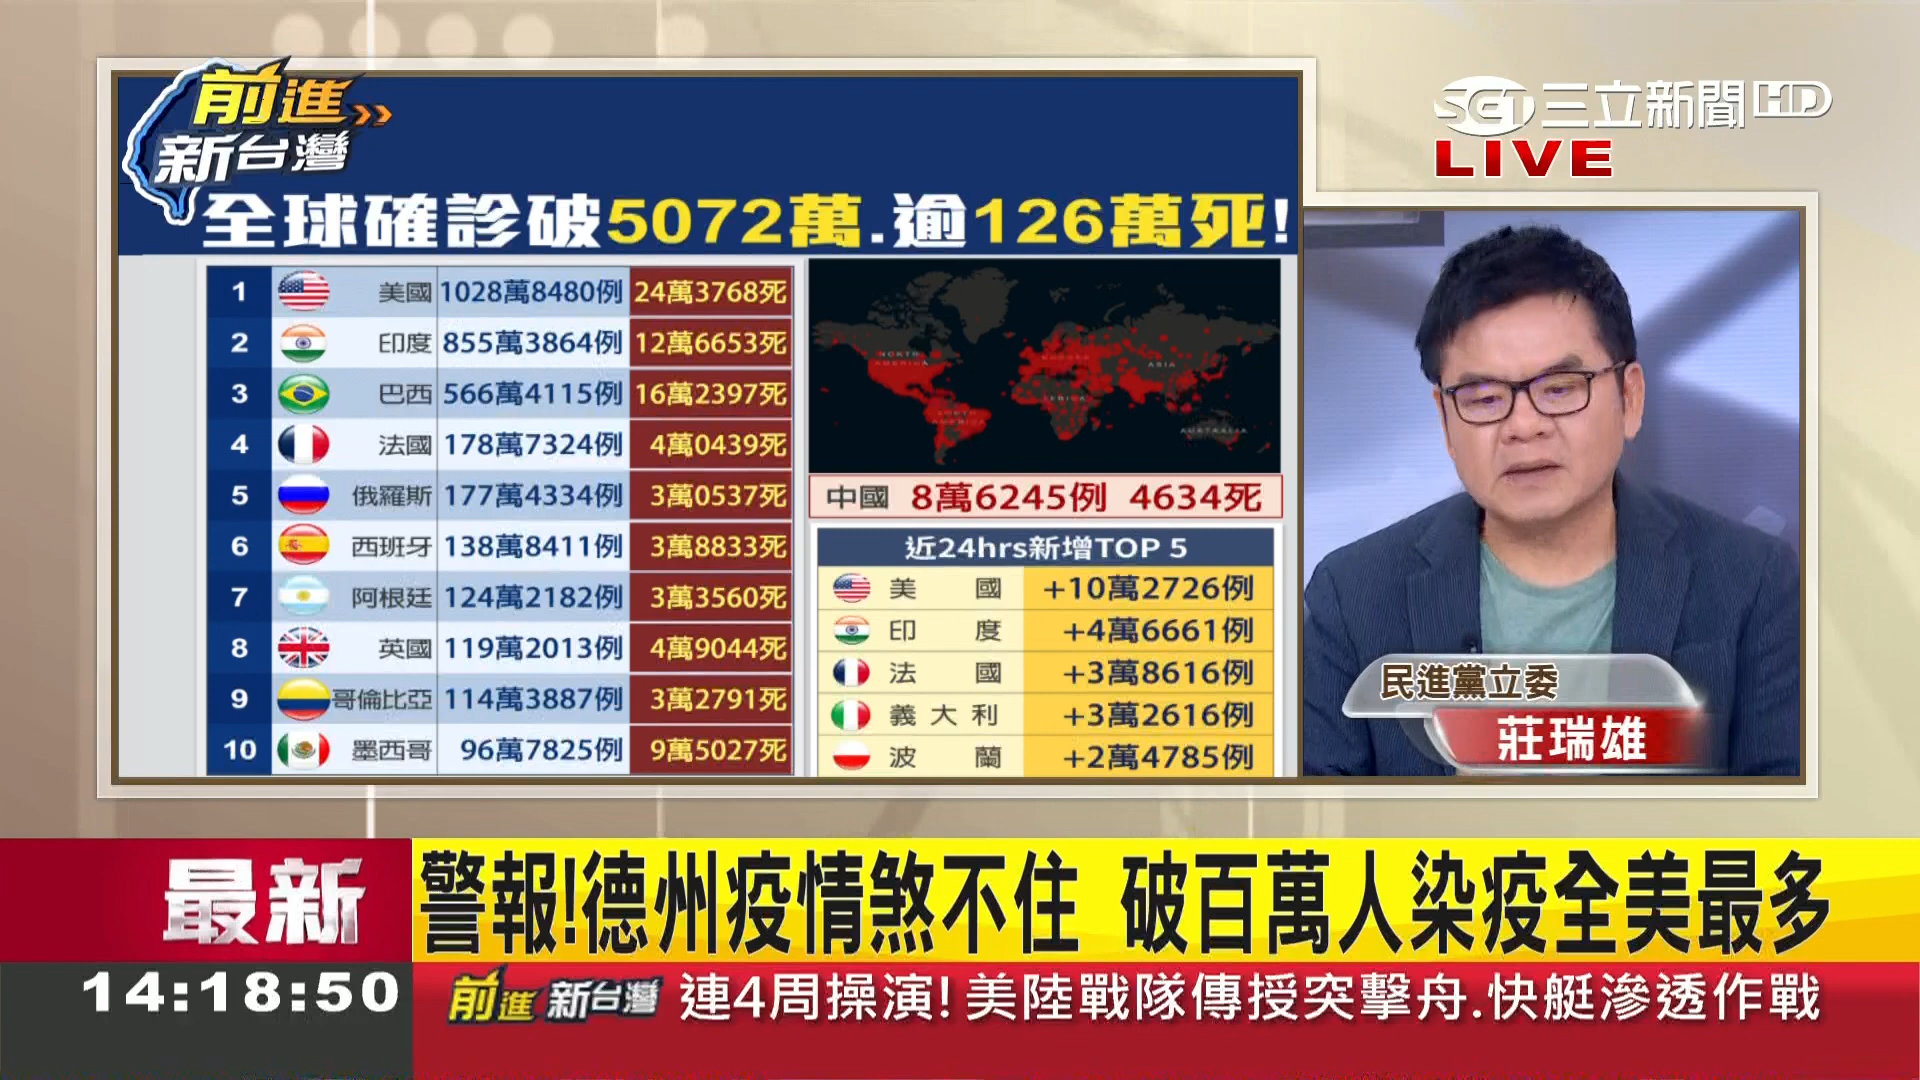 前進
新台灣
SET三立新聞HD
LIVE
全球確診破5072萬.逾126萬死!
1 美國 1028萬8480例 24萬3768死
2 印度 855萬3864例 12萬6653死
3 巴西 566萬4115例 16萬2397死
4 法國 178萬7324例 4萬0439死
5 俄羅斯 177萬4334例 3萬0537死
6 西班牙 138萬8411例 3萬8833死
7 阿根廷 124萬2182例 3萬3560死
8 英國 119萬2013例 4萬9044死
9 哥倫比亞 114萬3887例 3萬2791死
10 墨西哥 96萬7825例 9萬5027死
NORTH
AMERICA
ASIA
AFRICA
SOUTH
AMERICA
AUSTRALIA
中國 8萬6245例 4634死
近24hrs新增TOP 5
美國 +10萬2726例
印度 +4萬6661例
法國 +3萬8616例
義大利 +3萬2616例
波蘭 +2萬4785例
民進黨立委
莊瑞雄
最新
警報!德州疫情煞不住 破百萬人染疫全美最多
14:18:50
前進新台灣
連4周操演!美陸戰隊傳授突擊舟.快艇滲透作戰